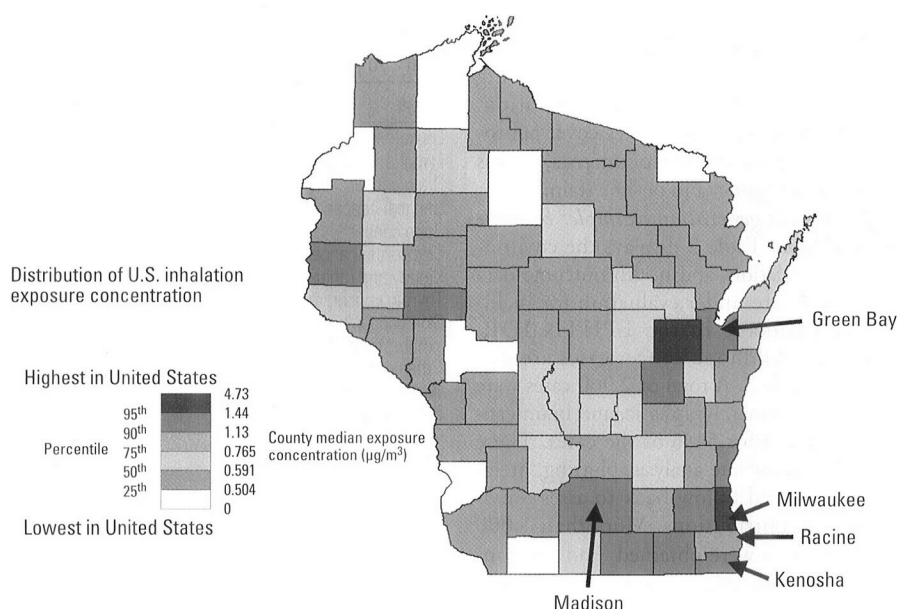 Distribution of U.S. inhalation
exposure concentration
Highest in United States
4.73
95th
1.44
90th
1.13
Percentile
75th
0.765
50th
0.591
25th
0.504
0
County median exposure
concentration (µg/m³)
Lowest in United States
Green Bay
Milwaukee
Racine
Kenosha
Madison